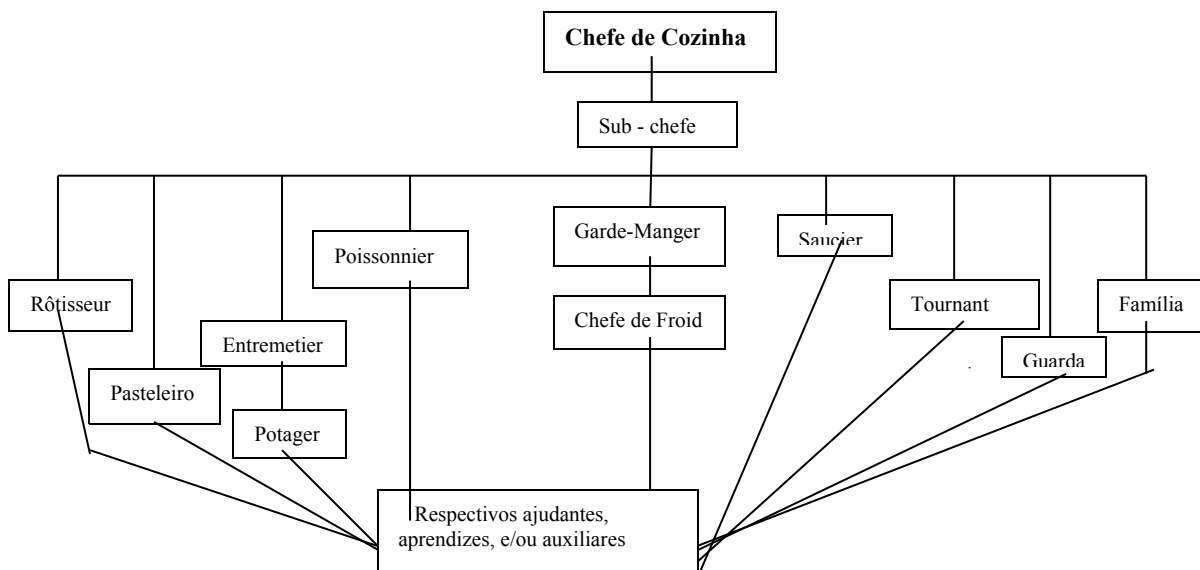 Chefe de Cozinha
Sub - chefe
Garde-Manger
Saucier
Poissonnier
Rôtisseur
Chefe de Froid
Tournant
Família
Entremetier
Guarda
Pasteleiro
Potager
Respectivos ajudantes,
aprendizes, e/ou auxiliares